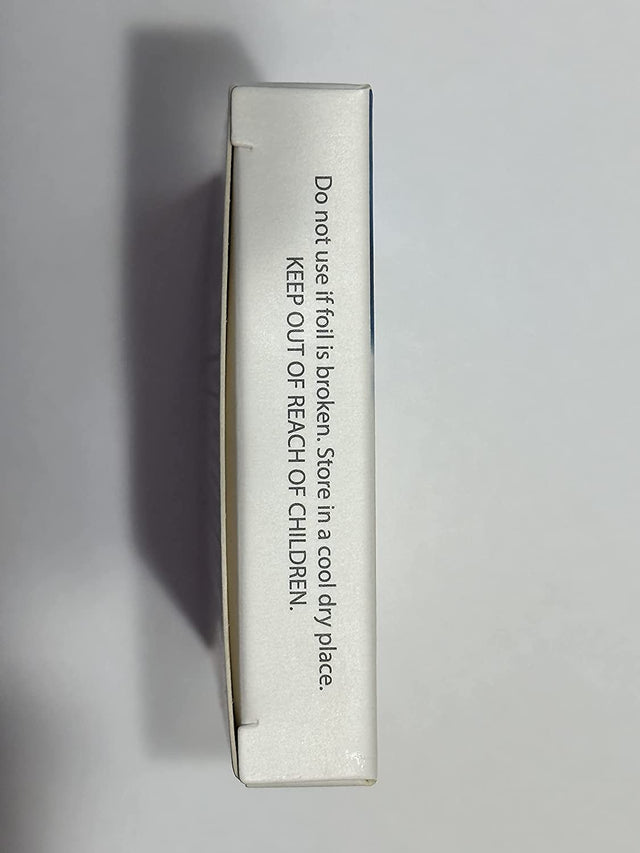 Do not use if foil is broken. Store in a cool dry place.
KEEP OUT OF REACH OF CHILDREN.